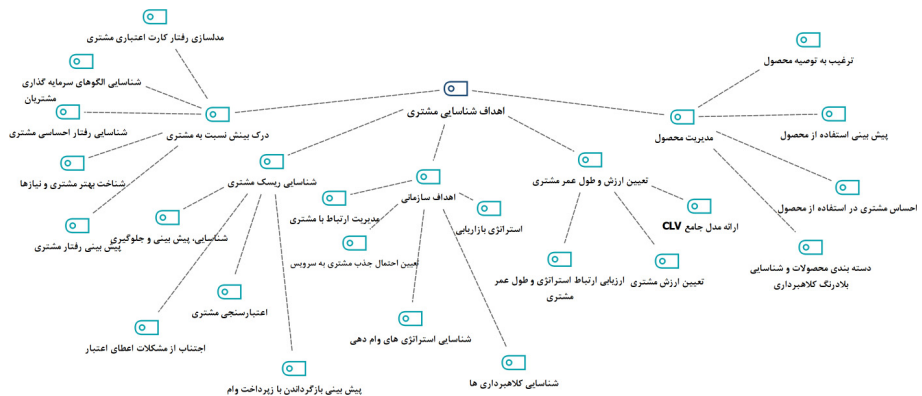 مدلسازی رفتار کارت اعتباری مشتری
شناسایی الگوهای سرمایه گذاری
مشتریان
شناسایی رفتار احساسی مشتری
شناخت بهتر مشتری و نیازها
پیش بینی رفتار مشتری
درک بینش نسبت به مشتری
اهداف شناسایی مشتری
ترغیب به توصیه محصول
پیش بینی استفاده از محصول
مدیریت محصول
احساس مشتری در استفاده از محصول
دسته بندی محصولات و شناسایی
بلادرنگ کلاهبرداری
شناسایی ریسک مشتری
شناسایی، پیش بینی و جلوگیری
اعتبارسنجی مشتری
اجتناب از مشکلات اعطای اعتبار
پیش بینی بازگرداندن با زپرداخت وام
اهداف سازمانی
مدیریت ارتباط با مشتری
استراتژی بازاریابی
تعیین احتمال جذب مشتری به سرویس
شناسایی استراتژی های وام دهی
شناسایی کلاهبرداری ها
تعیین ارزش و طول عمر مشتری
ارائه مدل جامع CLV
تعیین ارزش مشتری
ارزیابی ارتباط استراتژی و طول عمر
مشتری